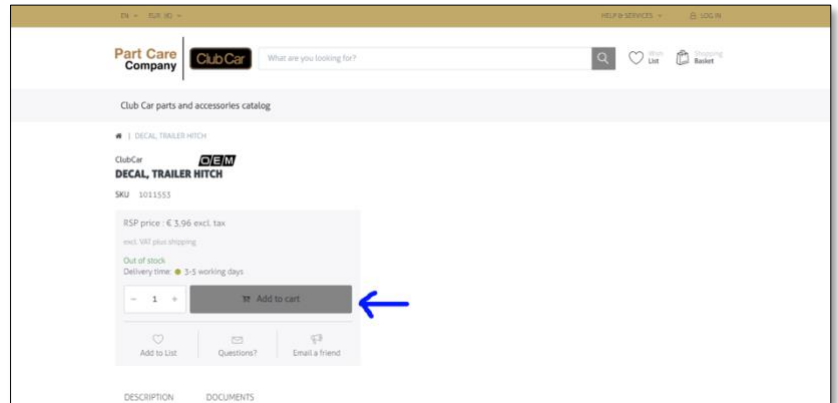 EN EUR (€)
HELP & SERVICES LOG IN
Part Care Company
Club Car
What are you looking for?
Wish List
Shopping Basket
Club Car parts and accessories catalog
| DECAL, TRAILER HITCH
ClubCar O/E/M
DECAL, TRAILER HITCH
SKU 1011553
RSP price : € 3,96 excl. tax
excl. VAT plus shipping
Out of stock
Delivery time: 3-5 working days
- 1 + Add to cart
Add to List Questions? Email a friend
DESCRIPTION DOCUMENTS